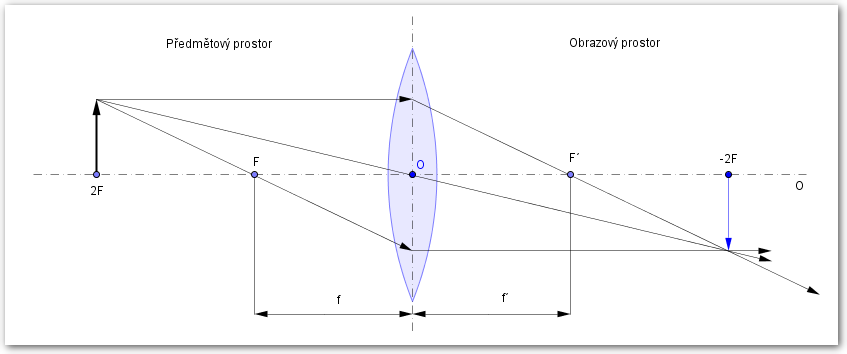 Předmětový prostor
Obrazový prostor
F
O
F´
-2F
2F
O
f
f´